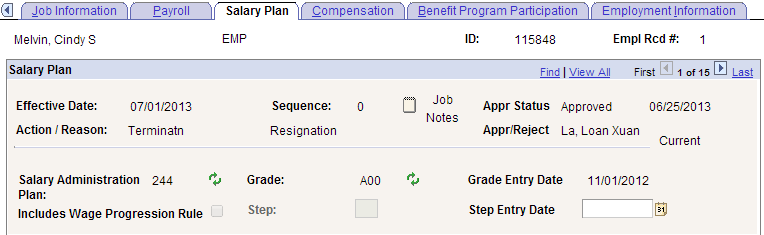 Job Information Payroll Salary Plan Compensation Benefit Program Participation Employment Information
Melvin, Cindy S EMP ID: 115848 Empl Rcd #: 1
Salary Plan Find | View All First 1 of 15 Last
Effective Date: 07/01/2013 Sequence: 0 Job Notes Appr Status Approved 06/25/2013
Action / Reason: Terminatn Resignation Appr/Reject La, Loan Xuan
Current
Salary Administration Plan: 244 Grade: A00 Grade Entry Date 11/01/2012
Includes Wage Progression Rule Step: Step Entry Date 31